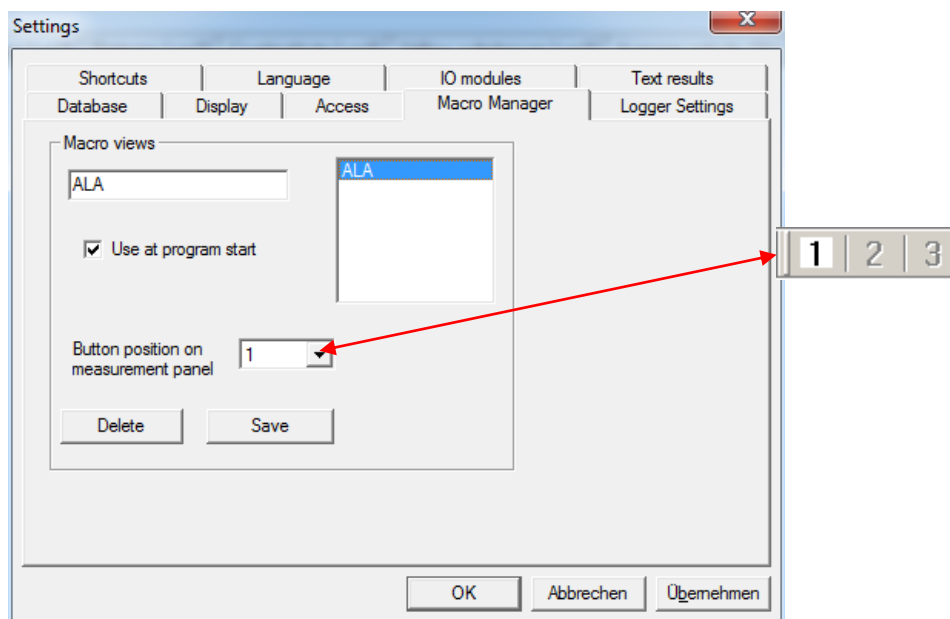 Settings
Shortcuts Language IO modules Text results
Database Display Access Macro Manager Logger Settings
Macro views
ALA
ALA
Use at program start
Button position on
measurement panel
1
Delete Save
1 2 3
OK Abbrechen Übernehmen